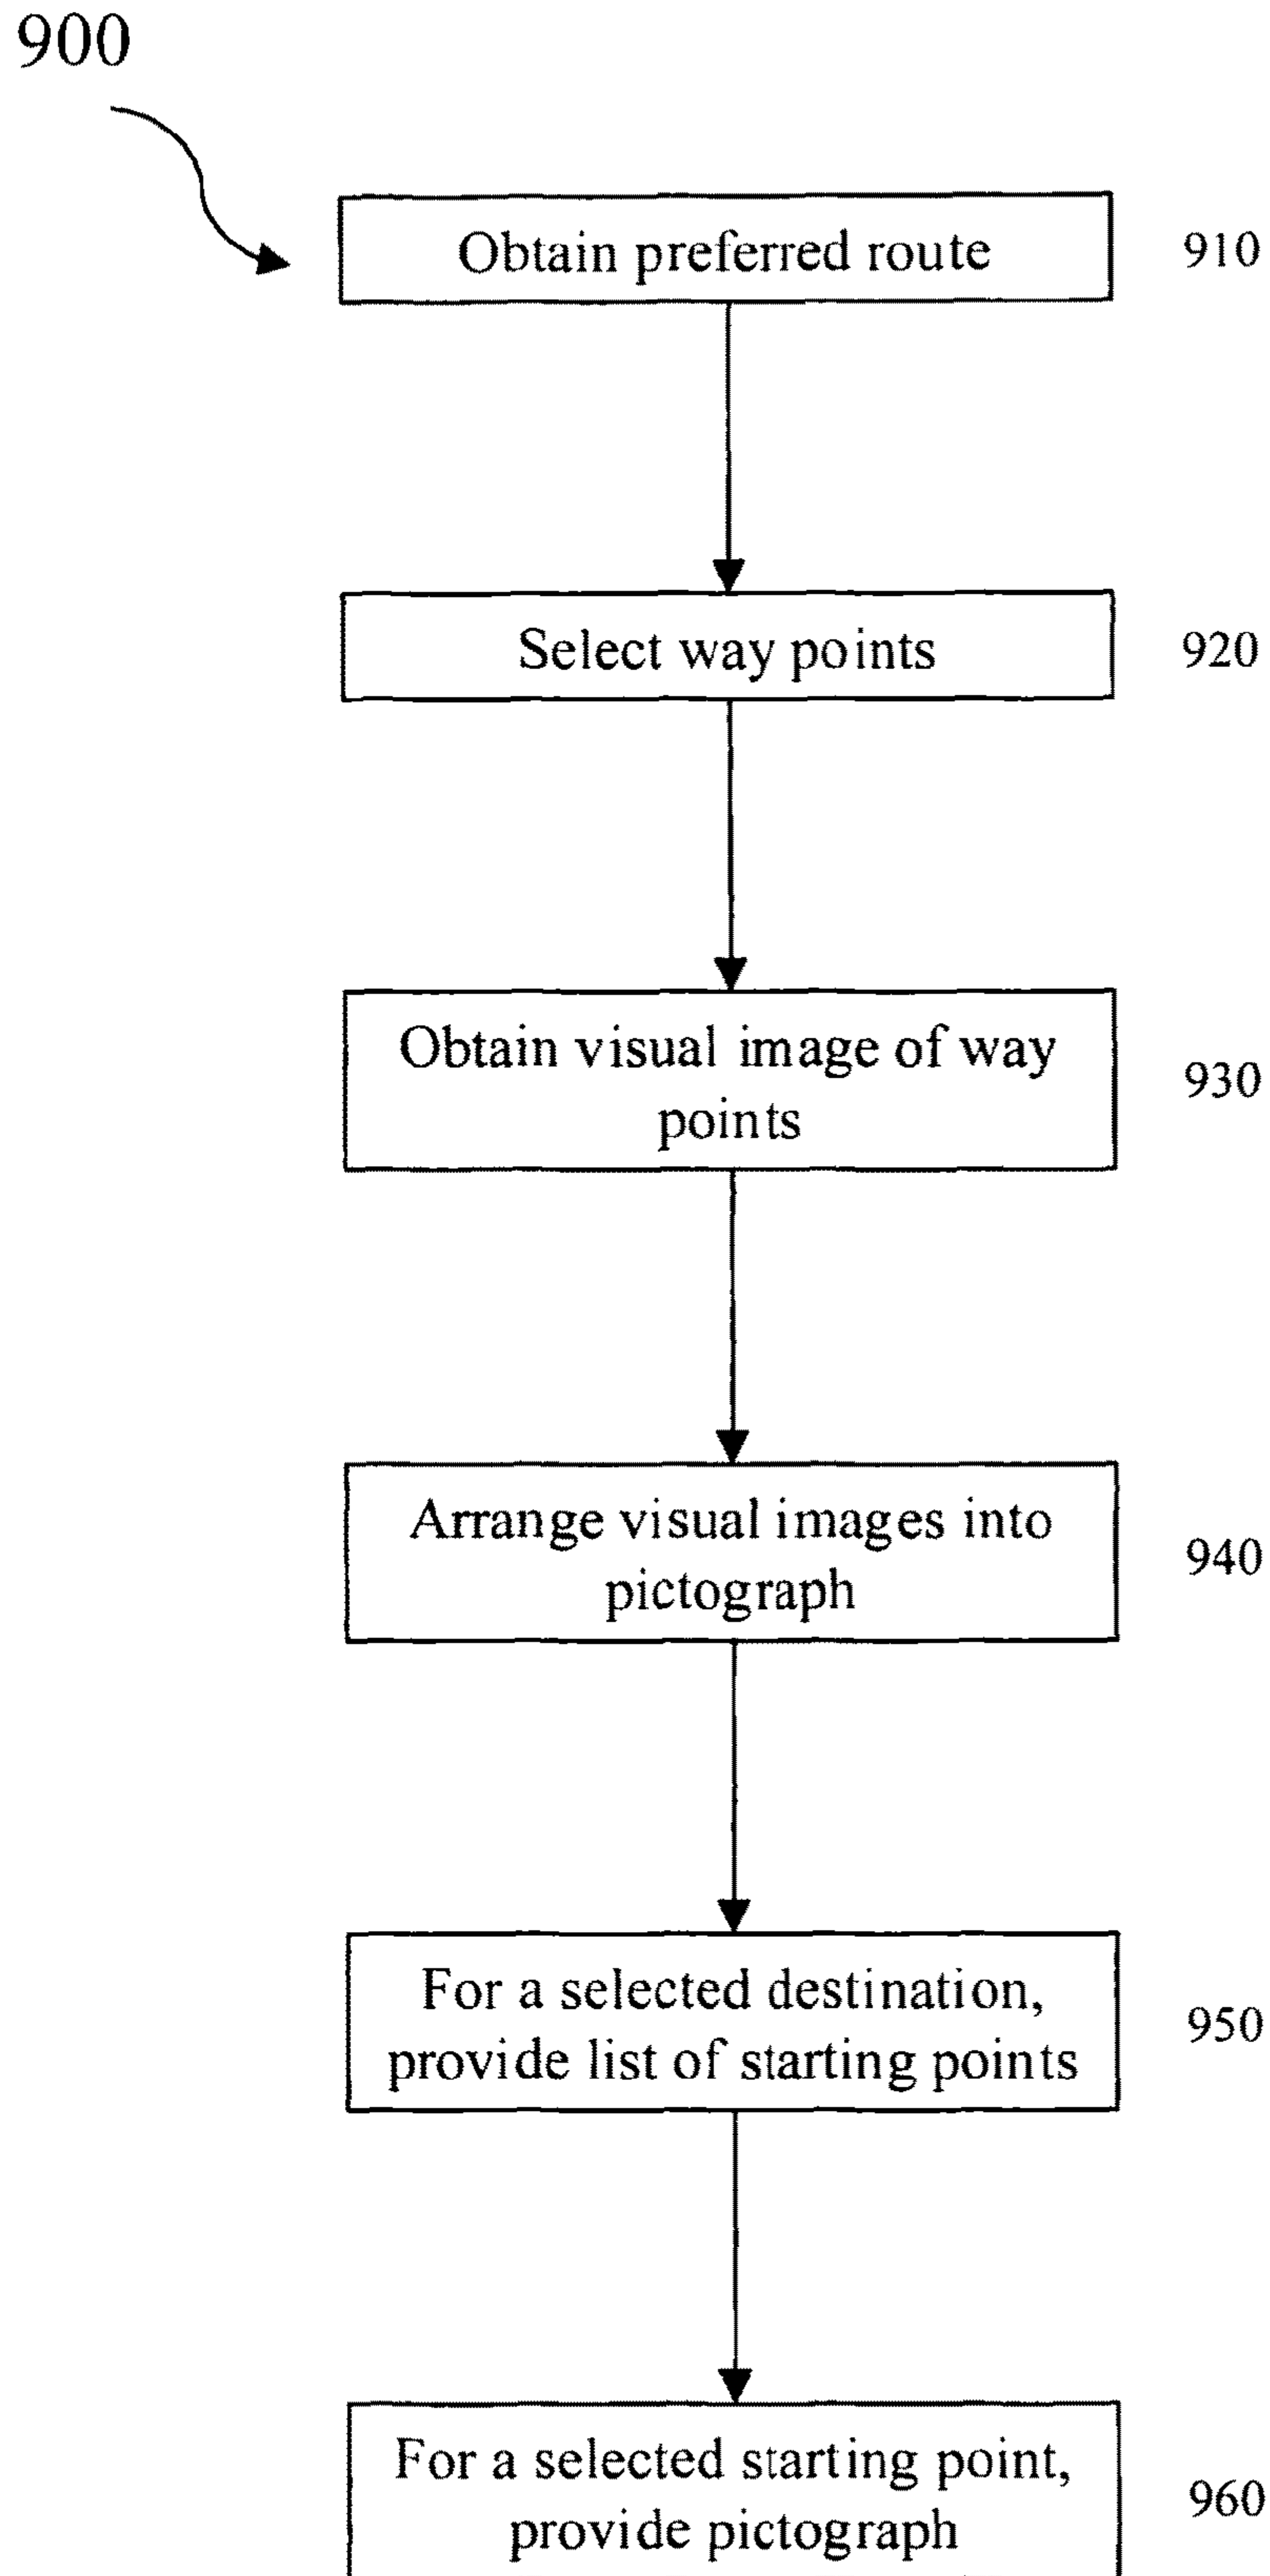 900
Obtain preferred route
910
Select way points
920
Obtain visual image of way
points
930
Arrange visual images into
pictograph
940
For a selected destination,
provide list of starting points
950
For a selected starting point,
provide pictograph
960